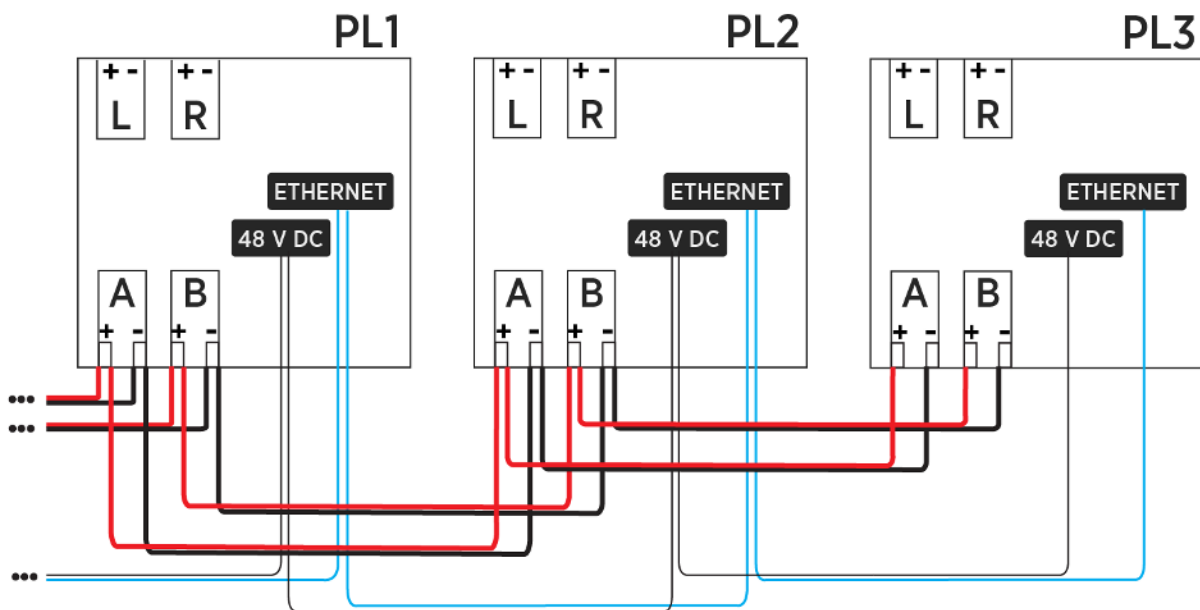 PL1 PL2 PL3
+ - + - + - + - + - + -
L R L R L R
ETHERNET ETHERNET ETHERNET
48 V DC 48 V DC 48 V DC
A B A B A B
+ - + - + - + - + - + -
•••
•••
•••